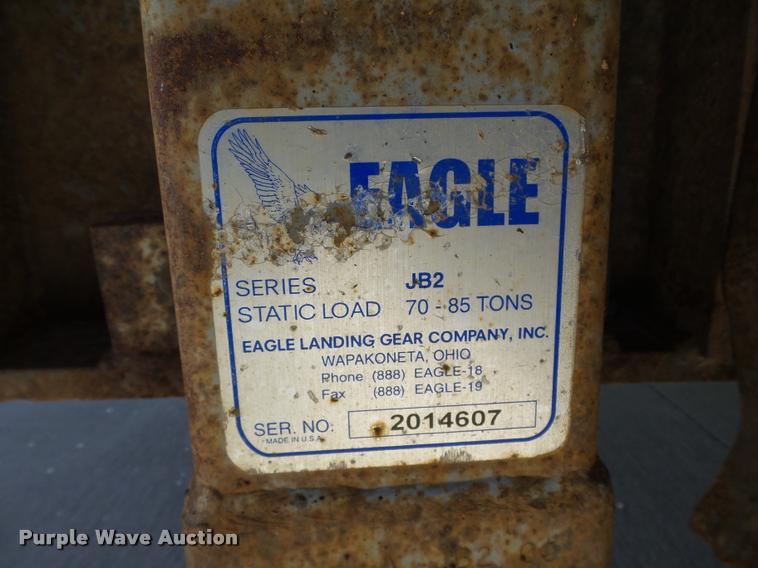 EAGLE
SERIES JB2
STATIC LOAD 70 - 85 TONS
EAGLE LANDING GEAR COMPANY, INC.
WAPAKONETA, OHIO
Phone (888) EAGLE-18
Fax (888) EAGLE-19
SER. NO: 2014607
MADE IN U.S.A.
Purple Wave Auction